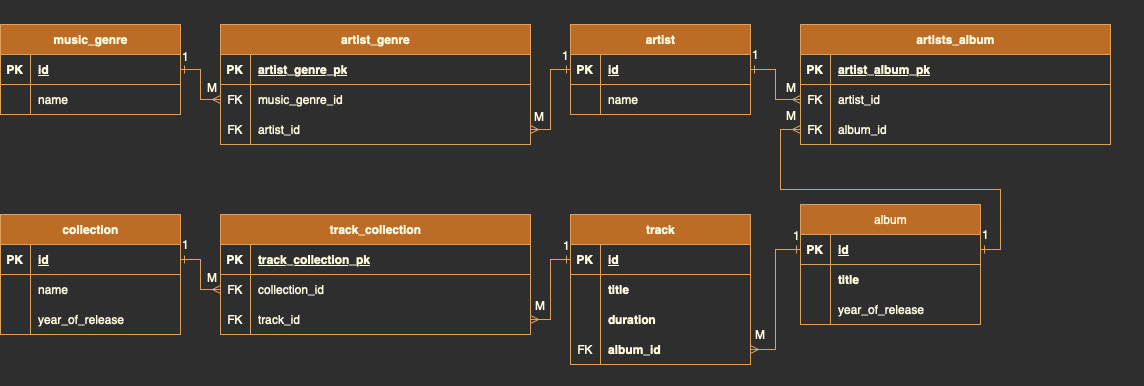 music_genre
PK id
name
1
M
artist_genre
PK artist_genre_pk
FK music_genre_id
FK artist_id
M
1
artist
PK id
name
1
M
M
artists_album
PK artist_album_pk
FK artist_id
FK album_id
collection
PK id
name
year_of_release
1
M
track_collection
PK track_collection_pk
FK collection_id
FK track_id
M
1
track
PK id
title
duration
FK album_id
M
1
album
PK id
title
year_of_release
1